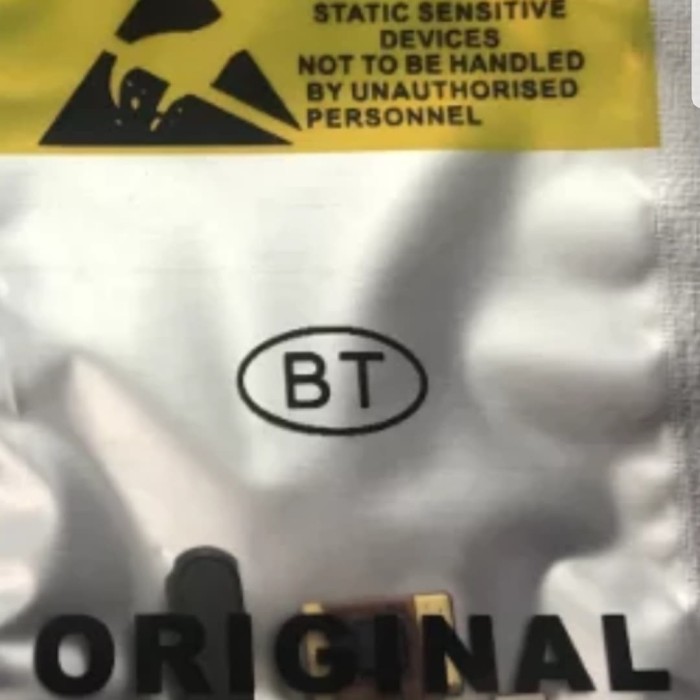 STATIC SENSITIVE
DEVICES
NOT TO BE HANDLED
BY UNAUTHORISED
PERSONNEL
BT
ORIGINAL